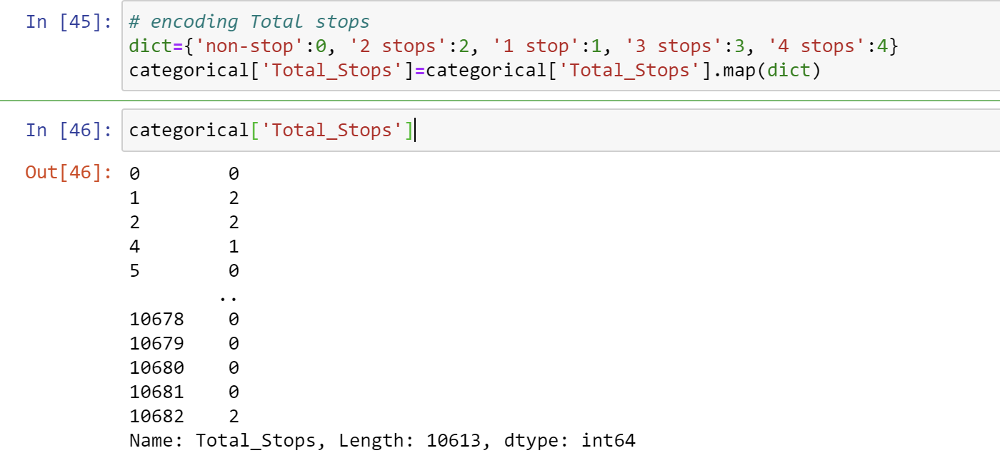 In [45]: # encoding Total stops
dict={'non-stop':0, '2 stops':2, '1 stop':1, '3 stops':3, '4 stops':4}
categorical['Total_Stops']=categorical['Total_Stops'].map(dict)
In [46]: categorical['Total_Stops']
Out[46]: 0 0
1 2
2 2
4 1
5 0
..
10678 0
10679 0
10680 0
10681 0
10682 2
Name: Total_Stops, Length: 10613, dtype: int64